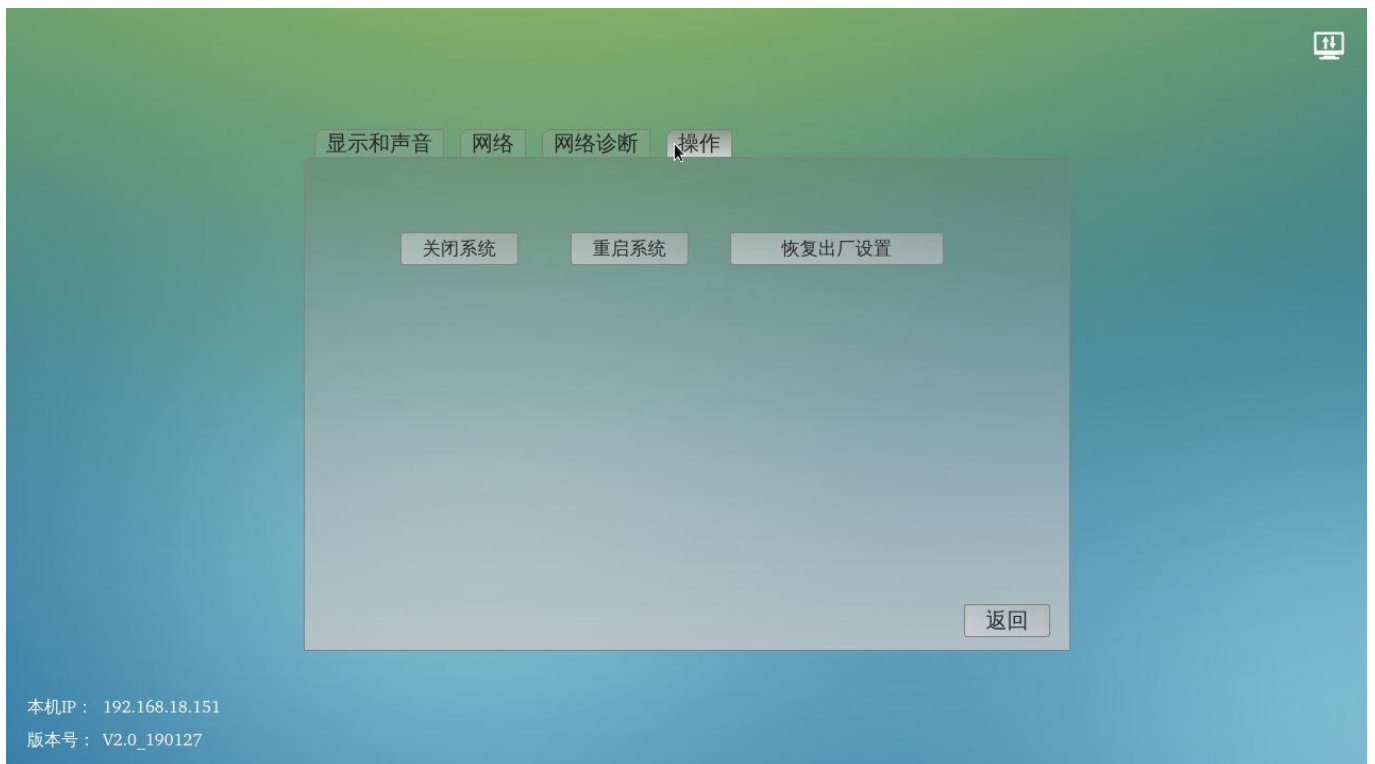 显示和声音 网络 网络诊断 操作
关闭系统 重启系统 恢复出厂设置
返回
本机IP： 192.168.18.151
版本号： V2.0_190127